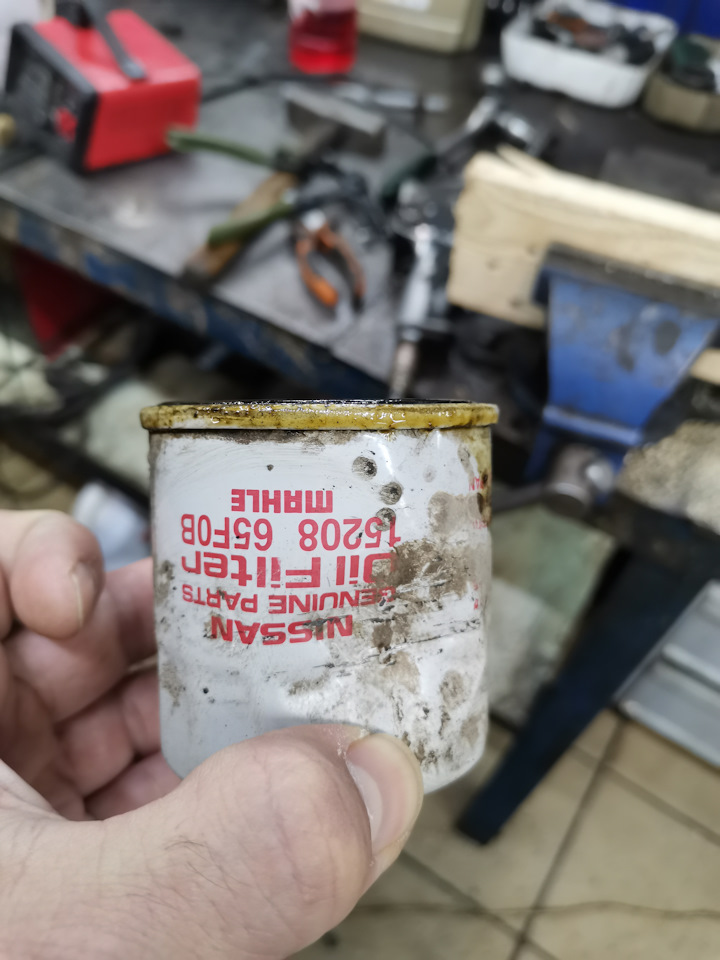 NISSAN
GENUINE PARTS
Oil Filter
15208 65F0B
MAHLE